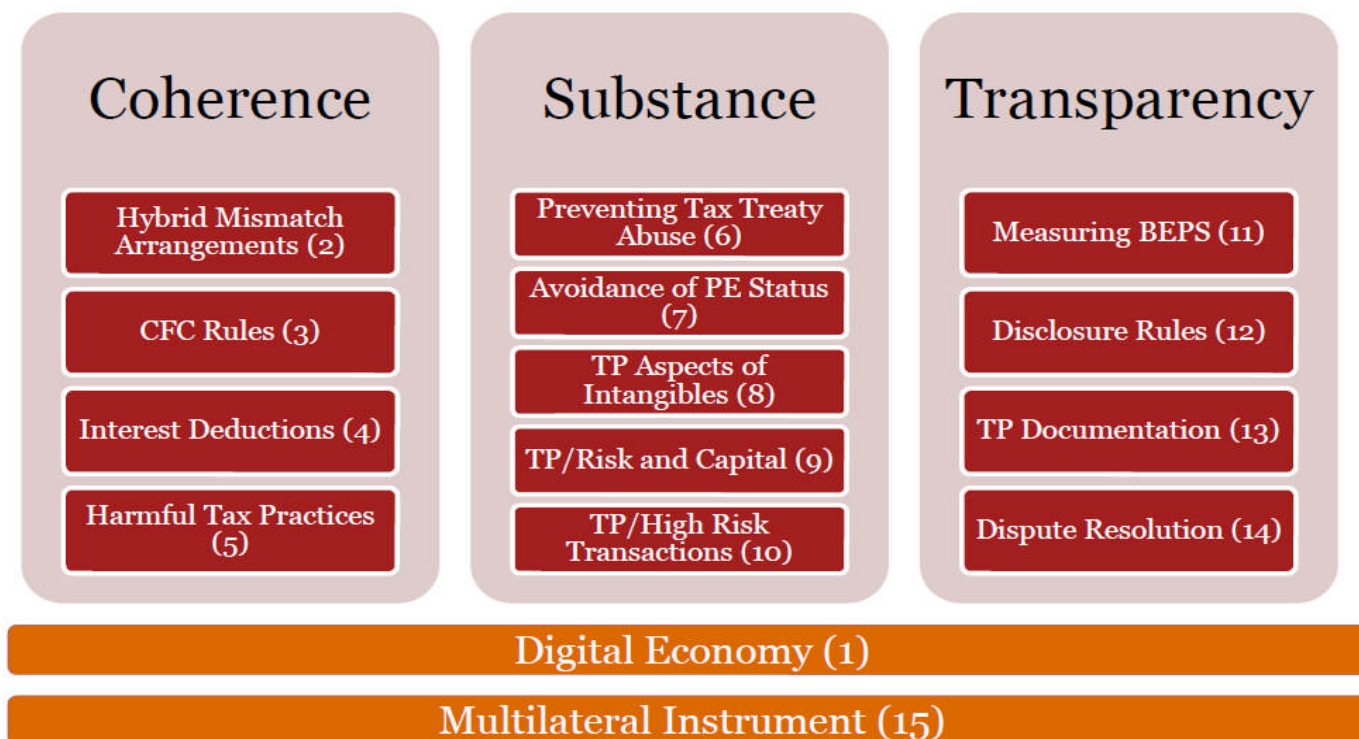 Coherence
Hybrid Mismatch
Arrangements (2)
CFC Rules (3)
Interest Deductions (4)
Harmful Tax Practices
(5)
Substance
Preventing Tax Treaty
Abuse (6)
Avoidance of PE Status
(7)
TP Aspects of
Intangibles (8)
TP/Risk and Capital (9)
TP/High Risk
Transactions (10)
Transparency
Measuring BEPS (11)
Disclosure Rules (12)
TP Documentation (13)
Dispute Resolution (14)
Digital Economy (1)
Multilateral Instrument (15)